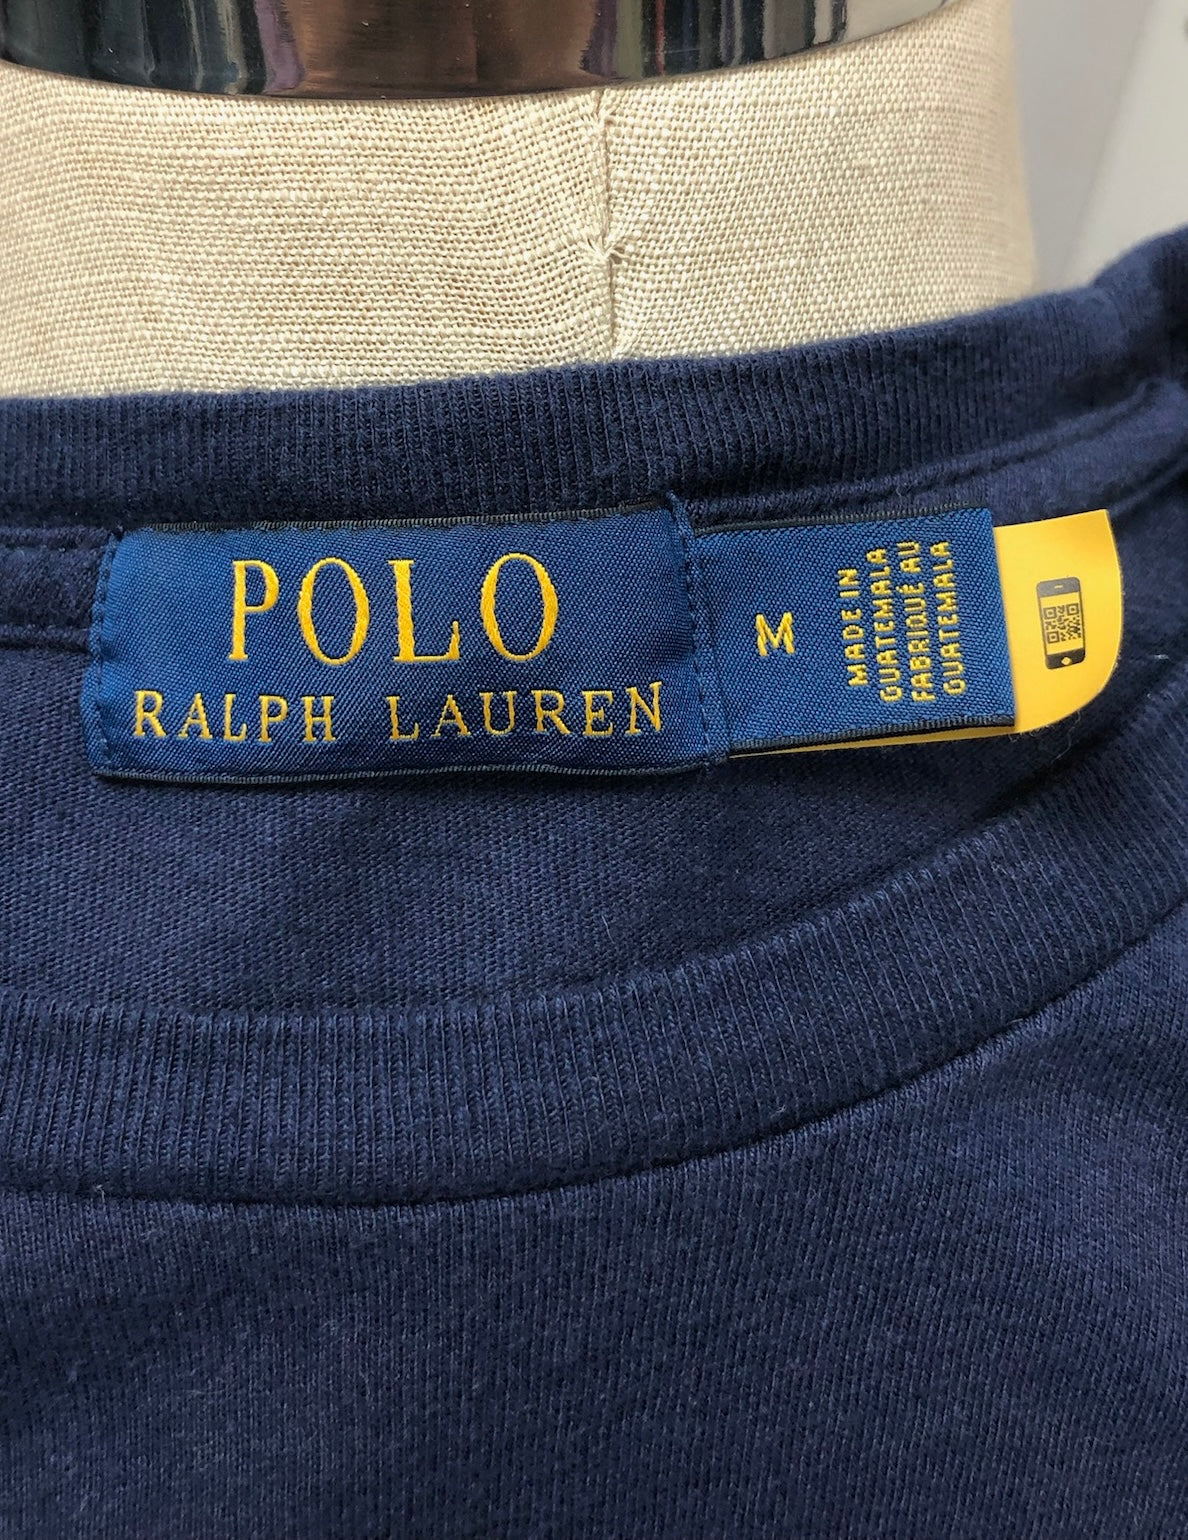 POLO
RALPH LAUREN
M
MADE IN
GUATEMALA
FABRIQUÉ AU
GUATEMALA